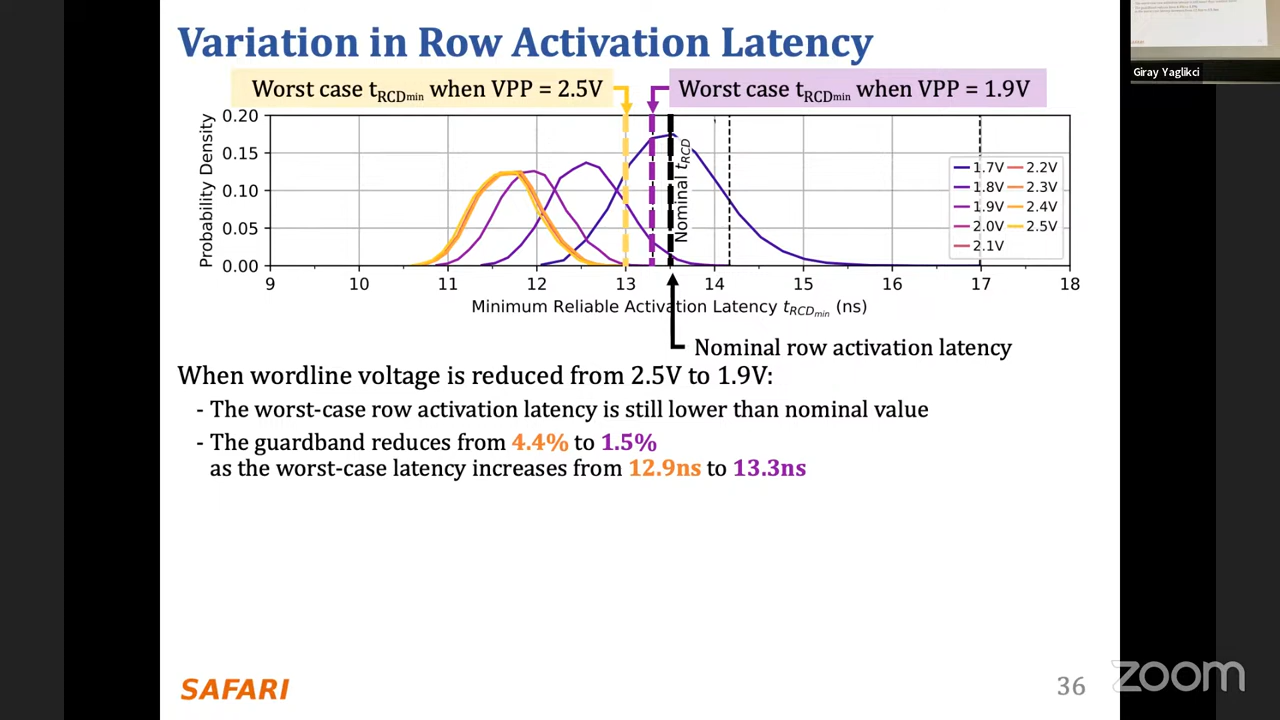 Variation in Row Activation Latency
Giray Yaglikci
Worst case tRCDmin when VPP = 2.5V
Worst case tRCDmin when VPP = 1.9V
Probability Density
0.20
0.15
0.10
0.05
0.00
Nominal tRCD
1.7V 2.2V
1.8V 2.3V
1.9V 2.4V
2.0V 2.5V
2.1V
9 10 11 12 13 14 15 16 17 18
Minimum Reliable Activation Latency tRCDmin (ns)
Nominal row activation latency
When wordline voltage is reduced from 2.5V to 1.9V:
- The worst-case row activation latency is still lower than nominal value
- The guardband reduces from 4.4% to 1.5%
as the worst-case latency increases from 12.9ns to 13.3ns
SAFARI
36
zoom